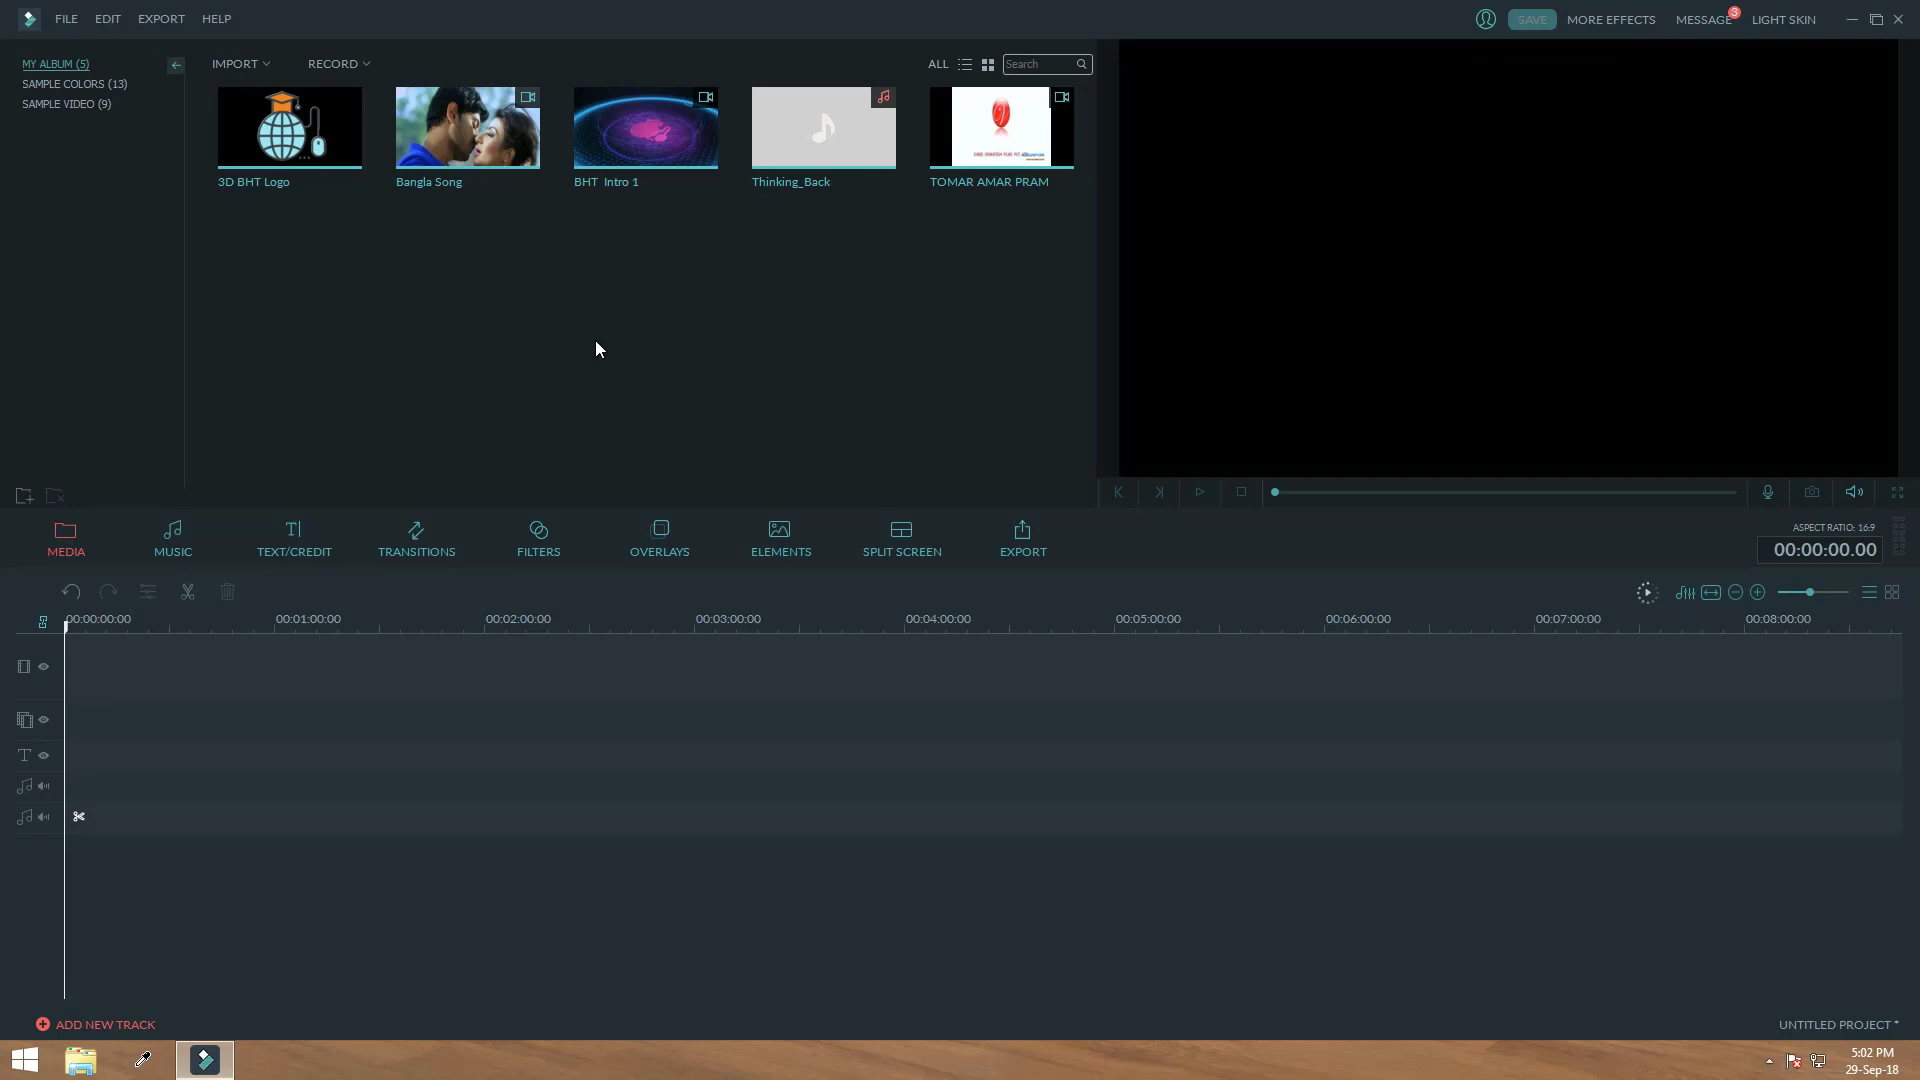 FILE EDIT EXPORT HELP
SAVE MORE EFFECTS MESSAGE 3 LIGHT SKIN
MY ALBUM (5)
SAMPLE COLORS (13)
SAMPLE VIDEO (9)
IMPORT RECORD ALL Search
3D BHT Logo Bangla Song BHT Intro 1 Thinking_Back TOMAR AMAR PRAM
MEDIA MUSIC TEXT/CREDIT TRANSITIONS FILTERS OVERLAYS ELEMENTS SPLIT SCREEN EXPORT
ASPECT RATIO: 16:9
00:00:00.00
00:00:00:00 00:01:00:00 00:02:00:00 00:03:00:00 00:04:00:00 00:05:00:00 00:06:00:00 00:07:00:00 00:08:00:00
ADD NEW TRACK UNTITLED PROJECT *
5:02 PM
29-Sep-18